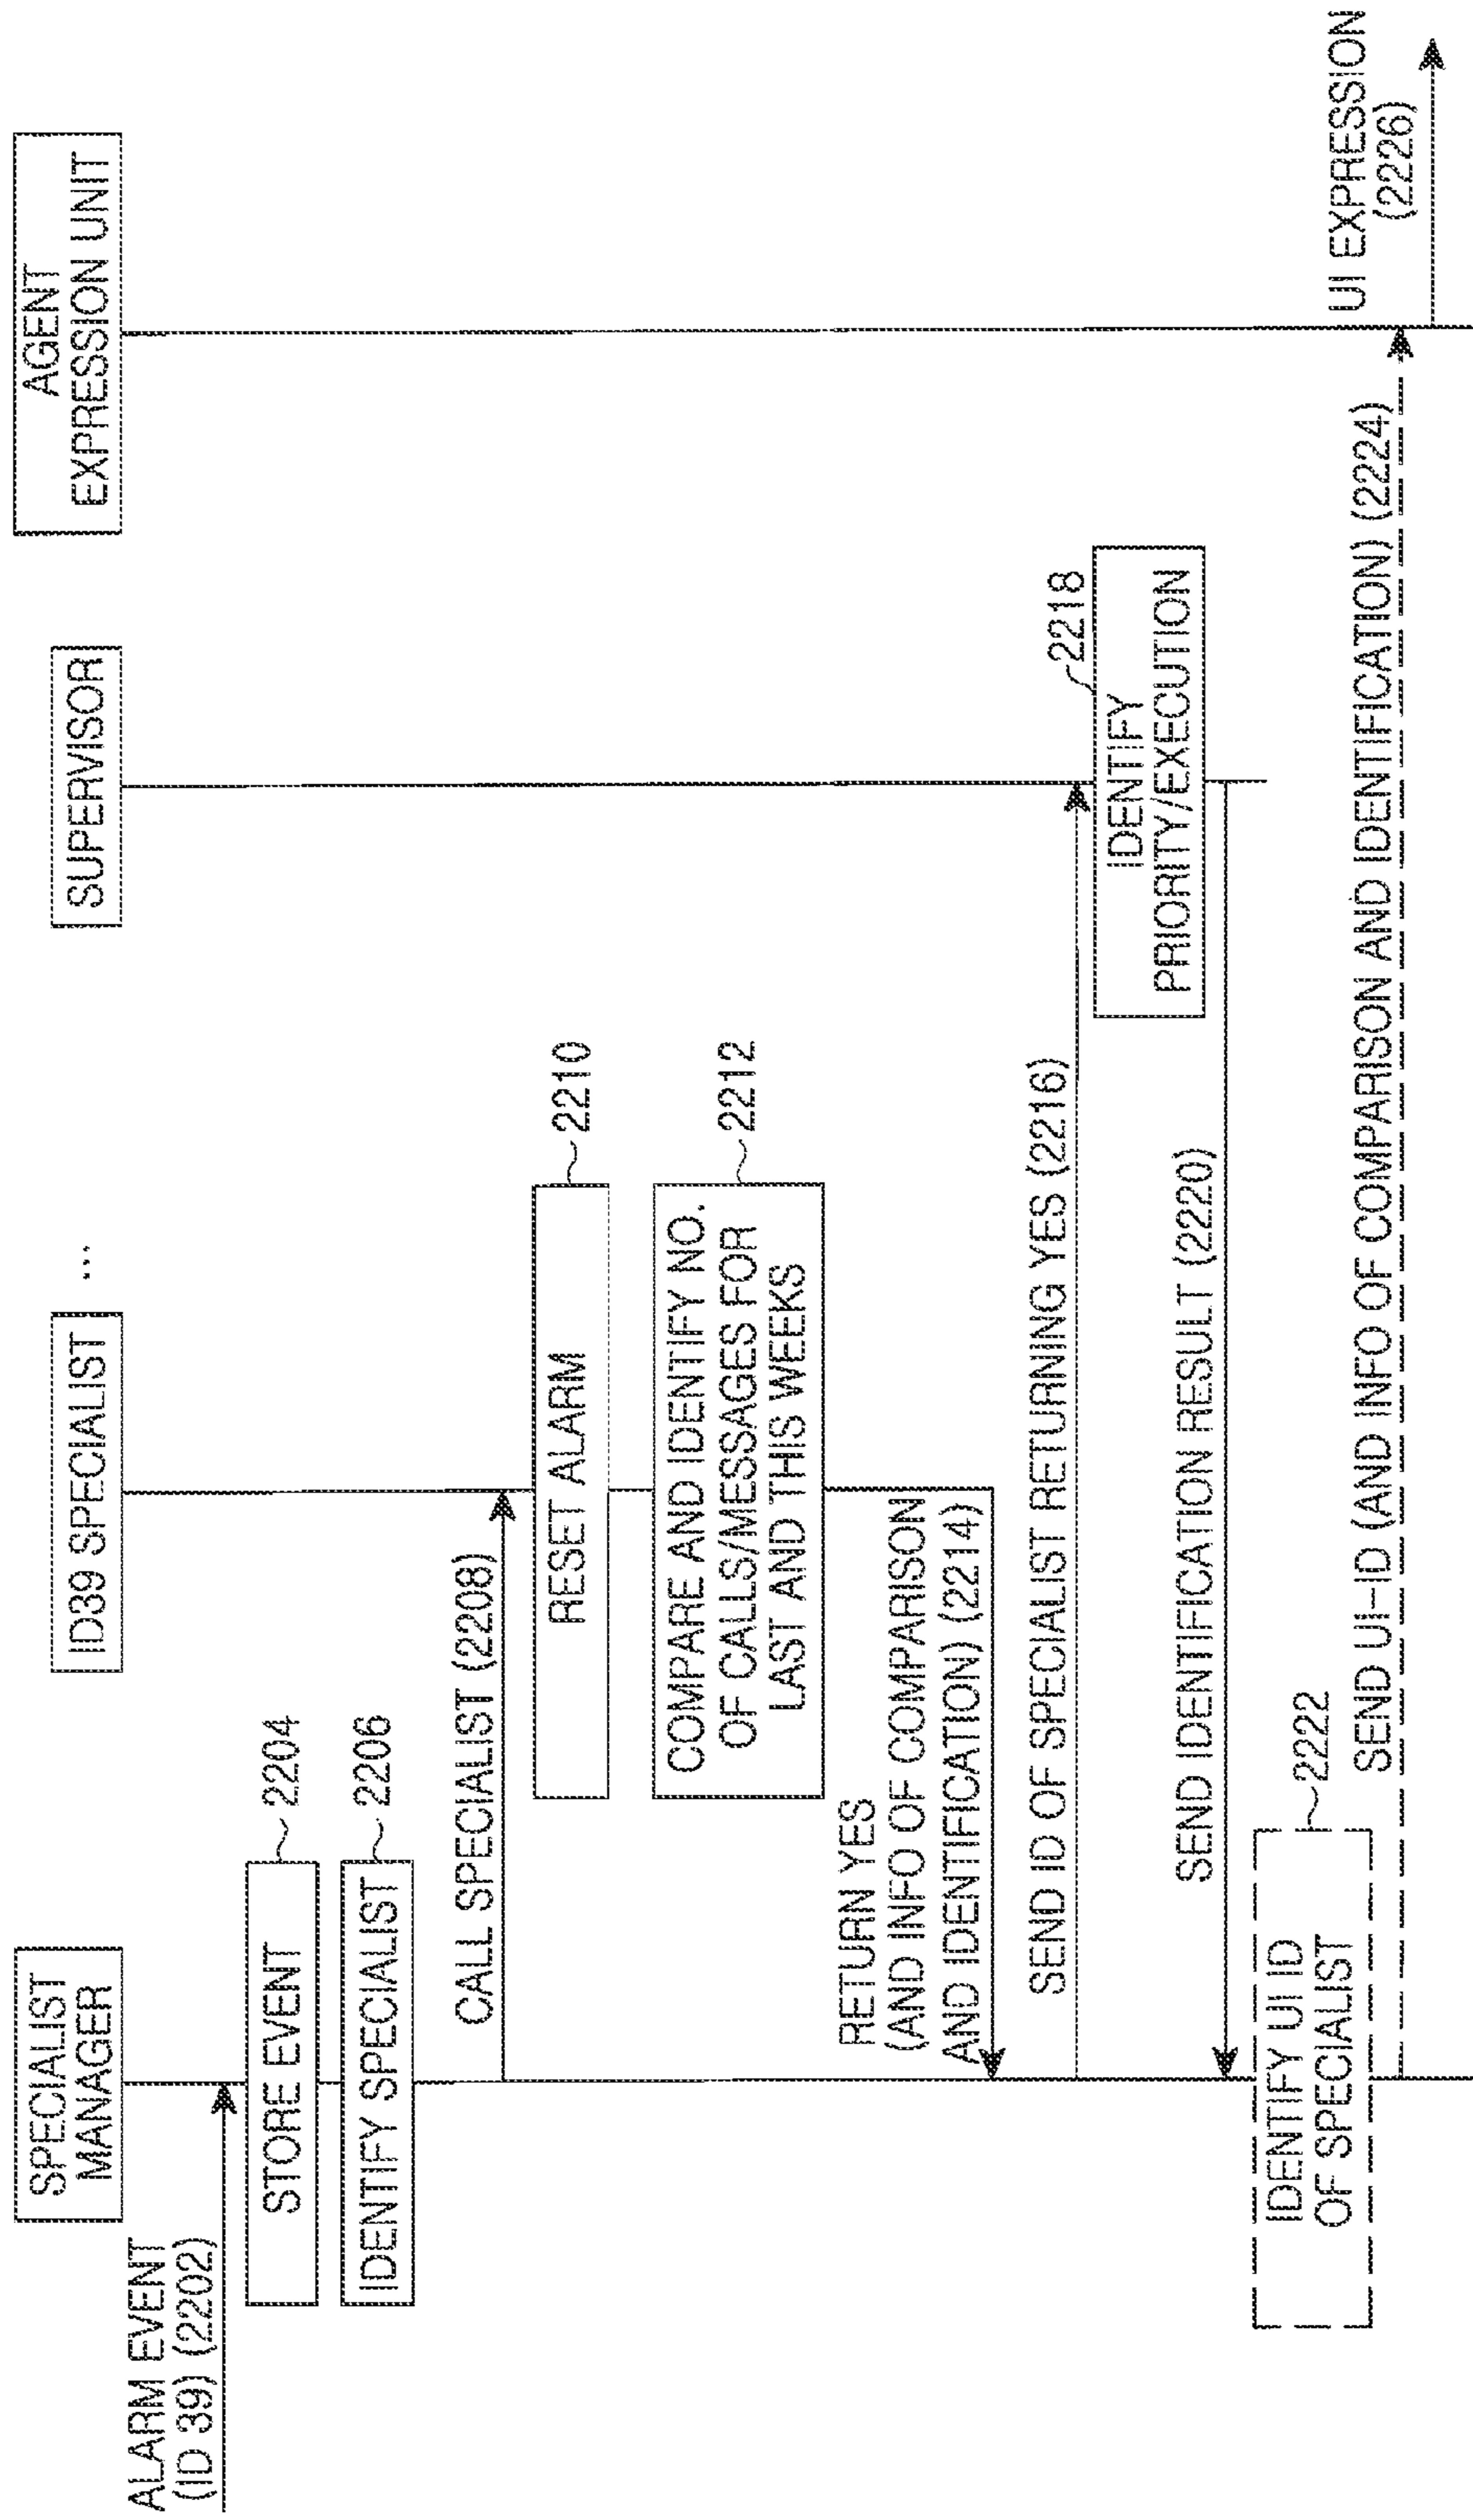 SPECIALIST
MANAGER
ID39 SPECIALIST
...
SUPERVISOR
AGENT
EXPRESSION UNIT
ALARM EVENT
(ID 39) (2202)
STORE EVENT
2204
IDENTIFY SPECIALIST
2206
CALL SPECIALIST (2208)
RESET ALARM
2210
COMPARE AND IDENTIFY NO.
OF CALLS/MESSAGES FOR
LAST AND THIS WEEKS
2212
RETURN YES
(AND INFO OF COMPARISON
AND IDENTIFICATION) (2214)
SEND ID OF SPECIALIST RETURNING YES (2216)
2218
IDENTIFY
PRIORITY/EXECUTION
SEND IDENTIFICATION RESULT (2220)
IDENTIFY UI ID
OF SPECIALIST
2222
SEND UI-ID (AND INFO OF COMPARISON AND IDENTIFICATION) (2224)
UI EXPRESSION
(2226)